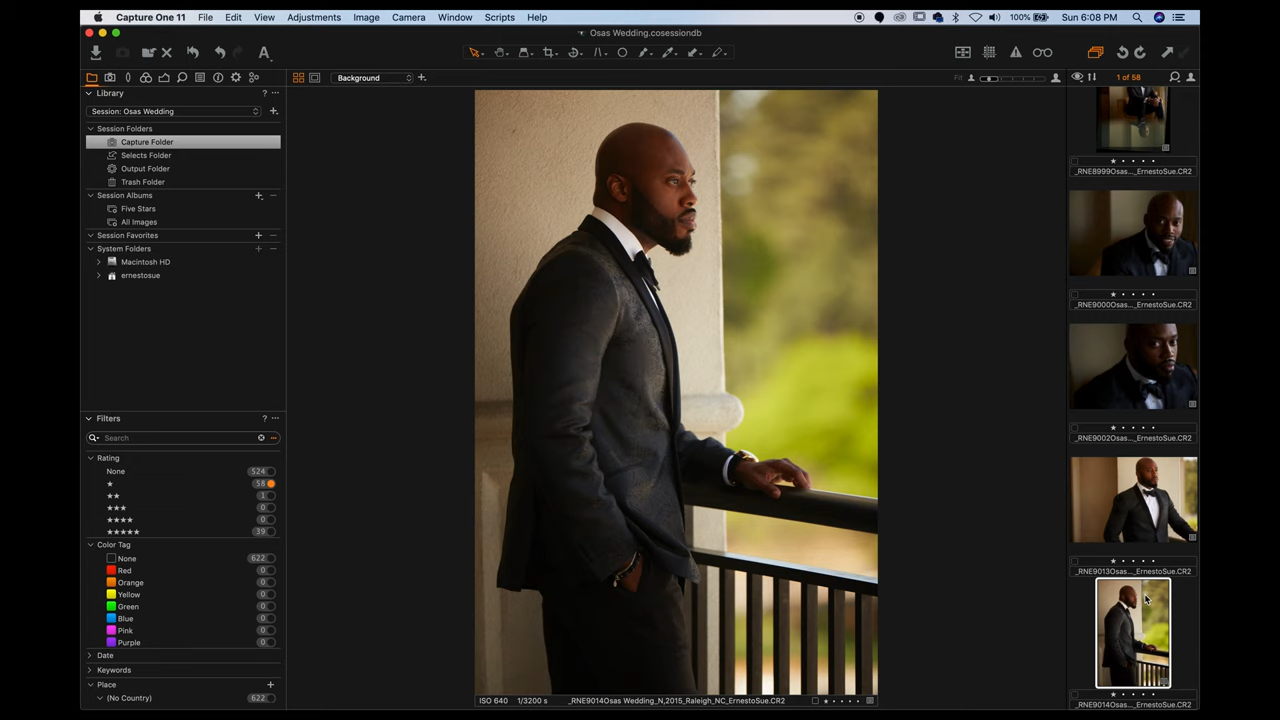 Capture One 11 File Edit View Adjustments Image Camera Window Scripts Help 100% Sun 6:08 PM
Osas Wedding.cosessiondb
Background
Fit
1 of 58
Library
Session: Osas Wedding
Session Folders
Capture Folder
Selects Folder
Output Folder
Trash Folder
Session Albums
Five Stars
All Images
Session Favorites
System Folders
Macintosh HD
ernestosue
Filters
Search
Rating
None 524
★ 58
★★ 1
★★★ 0
★★★★ 0
★★★★★ 39
Color Tag
None 622
Red 0
Orange 0
Yellow 0
Green 0
Blue 0
Pink 0
Purple 0
Date
Keywords
Place
(No Country) 622
ISO 640 1/3200 s _RNE9014Osas Wedding_N,2015_Raleigh_NC_ErnestoSue.CR2
_RNE8999Osas..._ErnestoSue.CR2
_RNE9000Osas..._ErnestoSue.CR2
_RNE9002Osas..._ErnestoSue.CR2
_RNE9013Osas..._ErnestoSue.CR2
_RNE9014Osas..._ErnestoSue.CR2